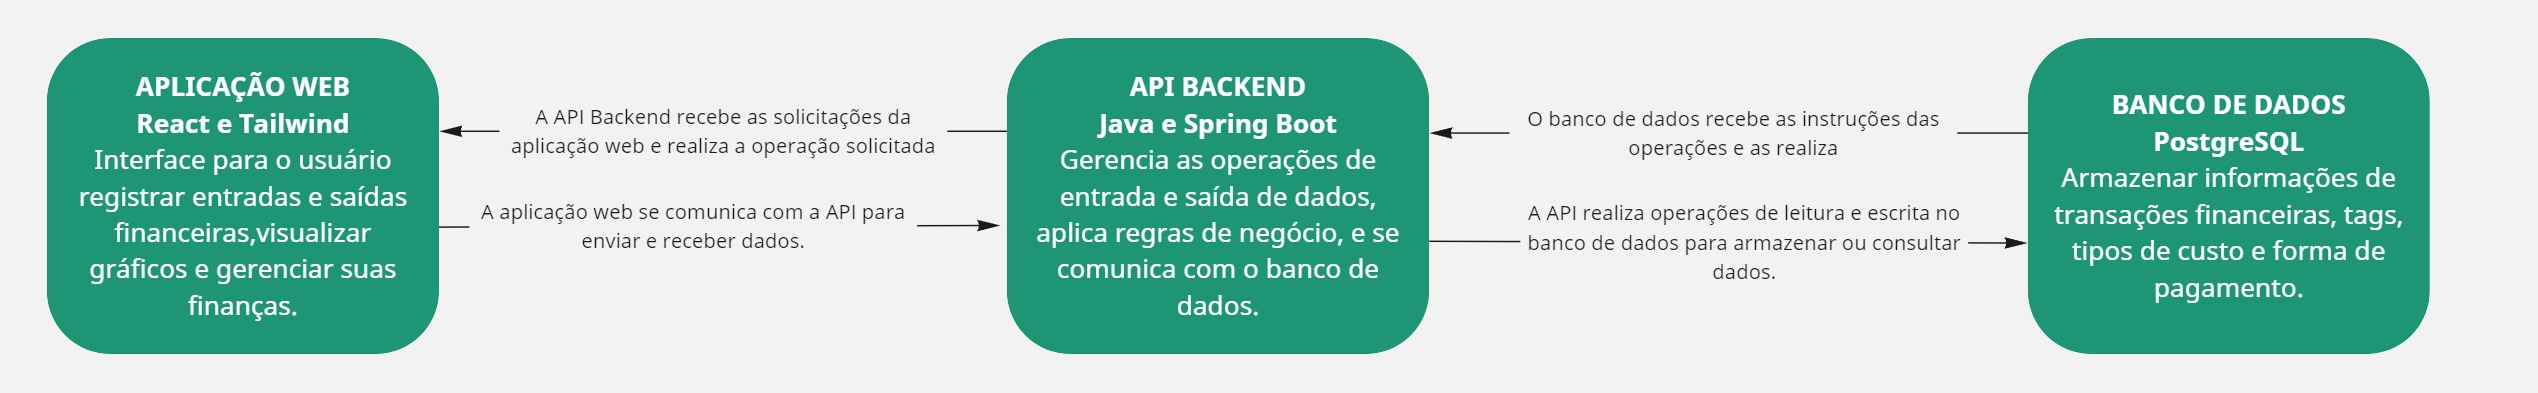 APLICAÇÃO WEB
React e Tailwind
Interface para o usuário
registrar entradas e saídas
financeiras,visualizar
gráficos e gerenciar suas
finanças.
A API Backend recebe as solicitações da
aplicação web e realiza a operação solicitada
A aplicação web se comunica com a API para
enviar e receber dados.
API BACKEND
Java e Spring Boot
Gerencia as operações de
entrada e saída de dados,
aplica regras de negócio, e se
comunica com o banco de
dados.
O banco de dados recebe as instruções das
operações e as realiza
A API realiza operações de leitura e escrita no
banco de dados para armazenar ou consultar
dados.
BANCO DE DADOS
PostgreSQL
Armazenar informações de
transações financeiras, tags,
tipos de custo e forma de
pagamento.